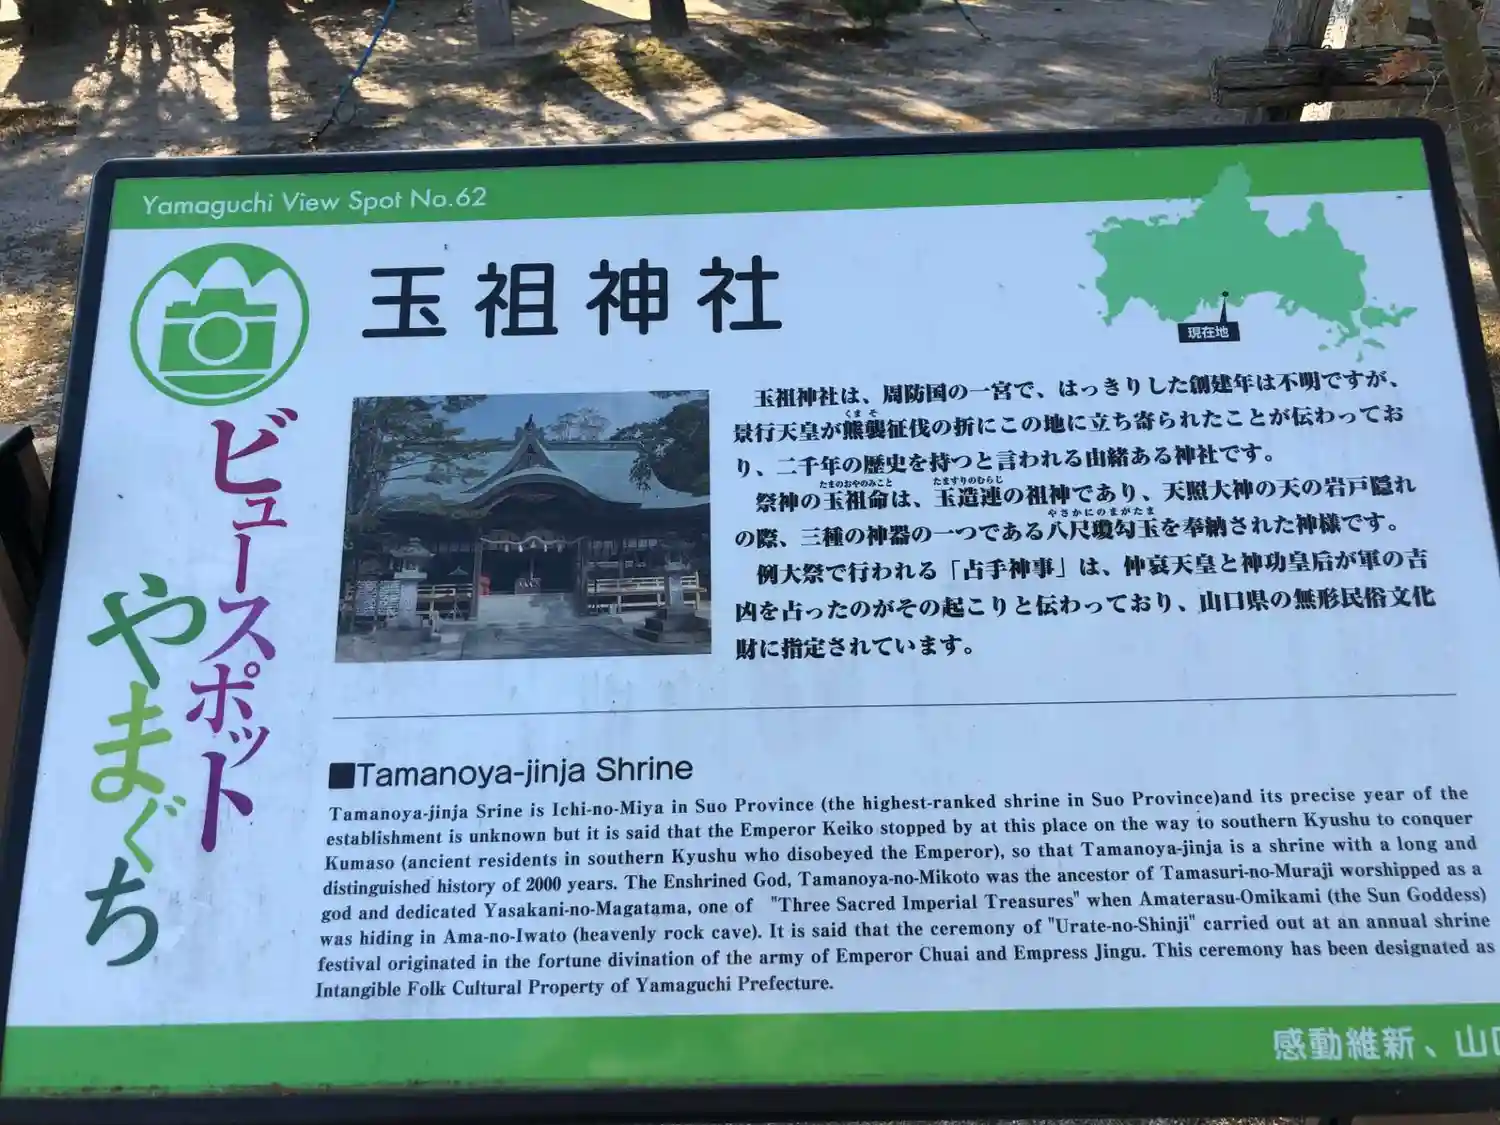 Yamaguchi View Spot No.62
玉祖神社
現在地
ビュースポット
やまぐち
玉祖神社は、周防国の一宮で、はっきりした創建年は不明ですが、
景行天皇が熊襲征伐の折にこの地に立ち寄られたことが伝わってお
くまそ
り、二千年の歴史を持つと言われる由緒ある神社です。
たまのおやのみこと たますりのむらじ
祭神の玉祖命は、玉造連の祖神であり、天照大神の天の岩戸隠れ
やさかにのまがたま
の際、三種の神器の一つである八尺瓊勾玉を奉納された神様です。
例大祭で行われる「占手神事」は、仲哀天皇と神功皇后が軍の吉
凶を占ったのがその起こりと伝わっており、山口県の無形民俗文化
財に指定されています。
■Tamanoya-jinja Shrine
Tamanoya-jinja Srine is Ichi-no-Miya in Suo Province (the highest-ranked shrine in Suo Province)and its precise year of the
establishment is unknown but it is said that the Emperor Keiko stopped by at this place on the way to southern Kyushu to conquer
Kumaso (ancient residents in southern Kyushu who disobeyed the Emperor), so that Tamanoya-jinja is a shrine with a long and
distinguished history of 2000 years. The Enshrined God, Tamanoya-no-Mikoto was the ancestor of Tamasuri-no-Muraji worshipped as a
god and dedicated Yasakani-no-Magatama, one of "Three Sacred Imperial Treasures" when Amaterasu-Omikami (the Sun Goddess)
was hiding in Ama-no-Iwato (heavenly rock cave). It is said that the ceremony of "Urate-no-Shinji" carried out at an annual shrine
festival originated in the fortune divination of the army of Emperor Chuai and Empress Jingu. This ceremony has been designated as
Intangible Folk Cultural Property of Yamaguchi Prefecture.
感動維新、山口